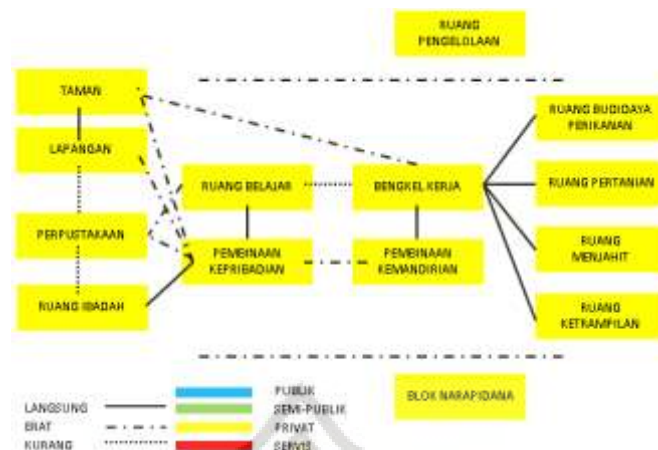 RUANG
PENGELOLAAN
TAMAN
LAPANGAN
PERPUSTAKAAN
RUANG IBADAH
RUANG BELAJAR
PEMBINAAN
KEPRIBADIAN
BENGKEL KERJA
PEMBINAAN
KEMANDIRIAN
RUANG BUDIDAYA
PERIKANAN
RUANG PERTANIAN
RUANG
MENJAHIT
RUANG
KETRAMPILAN
BLOK NARAPIDANA
LANGSUNG
ERAT
KURANG
PUBLIK
SEMI-PUBLIK
PRIVAT
SERVIS